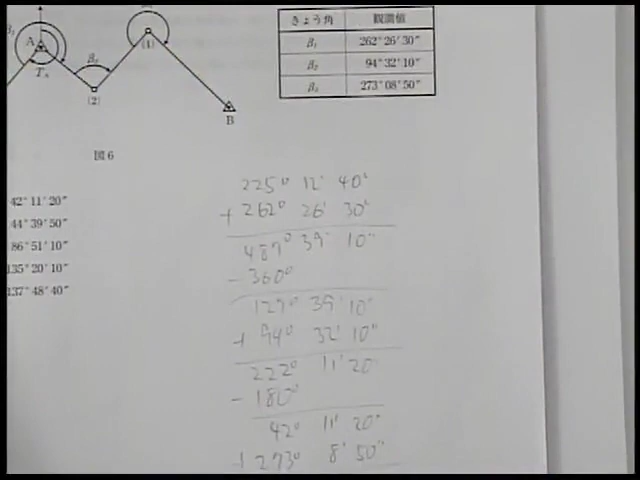 きょう角 観測値
β₁ 262°26′30″
β₂ 94°32′10″
β₃ 273°08′50″
A
T_A
β₂
(1)
(2)
B
図6
42°11′20″
44°39′50″
86°51′10″
135°20′10″
137°48′40″
225° 12′ 40″
+ 262° 26′ 30″
487° 39′ 10″
- 360°
127° 39′ 10″
+ 94° 32′ 10″
222° 11′ 20″
- 180°
42° 11′ 20″
+ 273° 8′ 50″